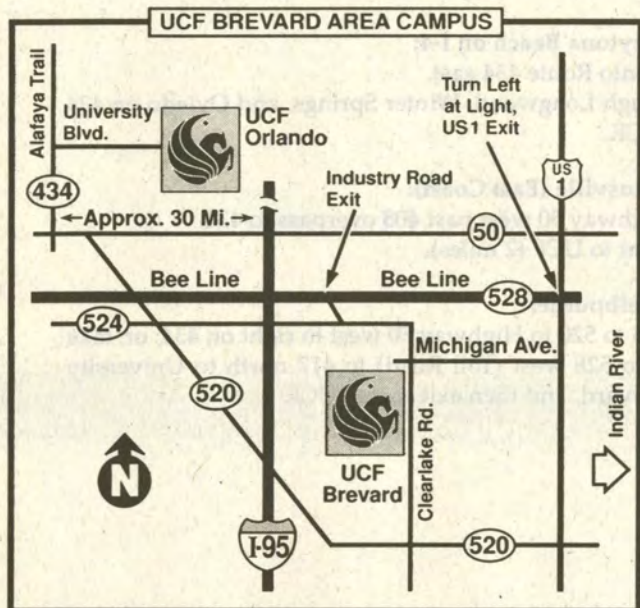 UCF BREVARD AREA CAMPUS
Alafaya Trail
University
Blvd.
UCF
Orlando
Turn Left
at Light,
US1 Exit
434
Approx. 30 Mi.
Industry Road
Exit
US
1
50
Bee Line
Bee Line
528
524
Michigan Ave.
520
N
UCF
Brevard
Clearlake Rd.
Indian River
I-95
520